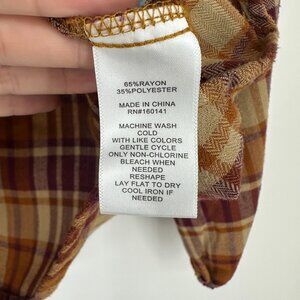 65%RAYON
35%POLYESTER
MADE IN CHINA
RN#160141
MACHINE WASH
COLD
WITH LIKE COLORS
GENTLE CYCLE
ONLY NON-CHLORINE
BLEACH WHEN
NEEDED
RESHAPE
LAY FLAT TO DRY
COOL IRON IF
NEEDED